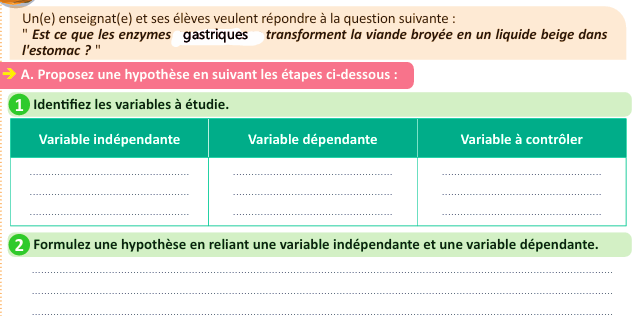 Un(e) enseignat(e) et ses élèves veulent répondre à la question suivante :
" Est ce que les enzymes gastriques transforment la viande broyée en un liquide beige dans
l'estomac ? "
A. Proposez une hypothèse en suivant les étapes ci-dessous :
1 Identifiez les variables à étudie.
Variable indépendante Variable dépendante Variable à contrôler
2 Formulez une hypothèse en reliant une variable indépendante et une variable dépendante.